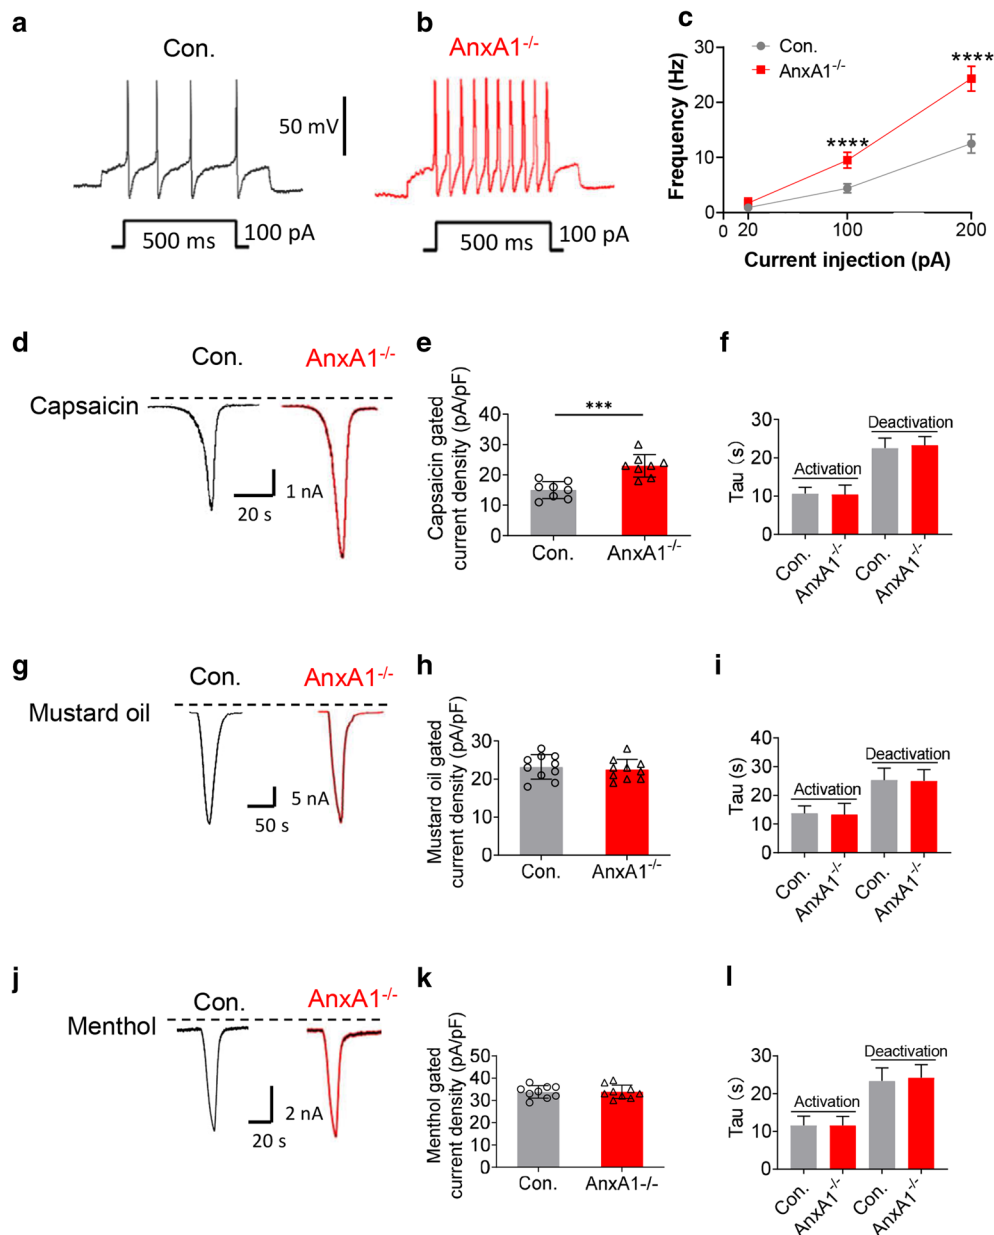 a
Con.
50 mV
500 ms
100 pA
b
AnxA1-/-
500 ms
100 pA
c
Con.
AnxA1-/-
****
****
Frequency (Hz)
30
20
10
0
0 20 100 200
Current injection (pA)
d
Con.
AnxA1-/-
Capsaicin
1 nA
20 s
e
Capsaicin gated
current density (pA/pF)
40
30
20
10
0
***
Con. AnxA1-/-
f
Tau (s)
30
20
10
0
Activation
Deactivation
Con.
AnxA1-/-
Con.
AnxA1-/-
g
Con.
AnxA1-/-
Mustard oil
5 nA
50 s
h
Mustard oil gated
current density (pA/pF)
30
20
10
0
Con. AnxA1-/-
i
Tau (s)
40
30
20
10
0
Activation
Deactivation
Con.
AnxA1-/-
Con.
AnxA1-/-
j
Con.
AnxA1-/-
Menthol
2 nA
20 s
k
Menthol gated
current density (pA/pF)
50
40
30
20
10
0
Con. AnxA1-/-
l
Tau (s)
30
20
10
0
Activation
Deactivation
Con.
AnxA1-/-
Con.
AnxA1-/-